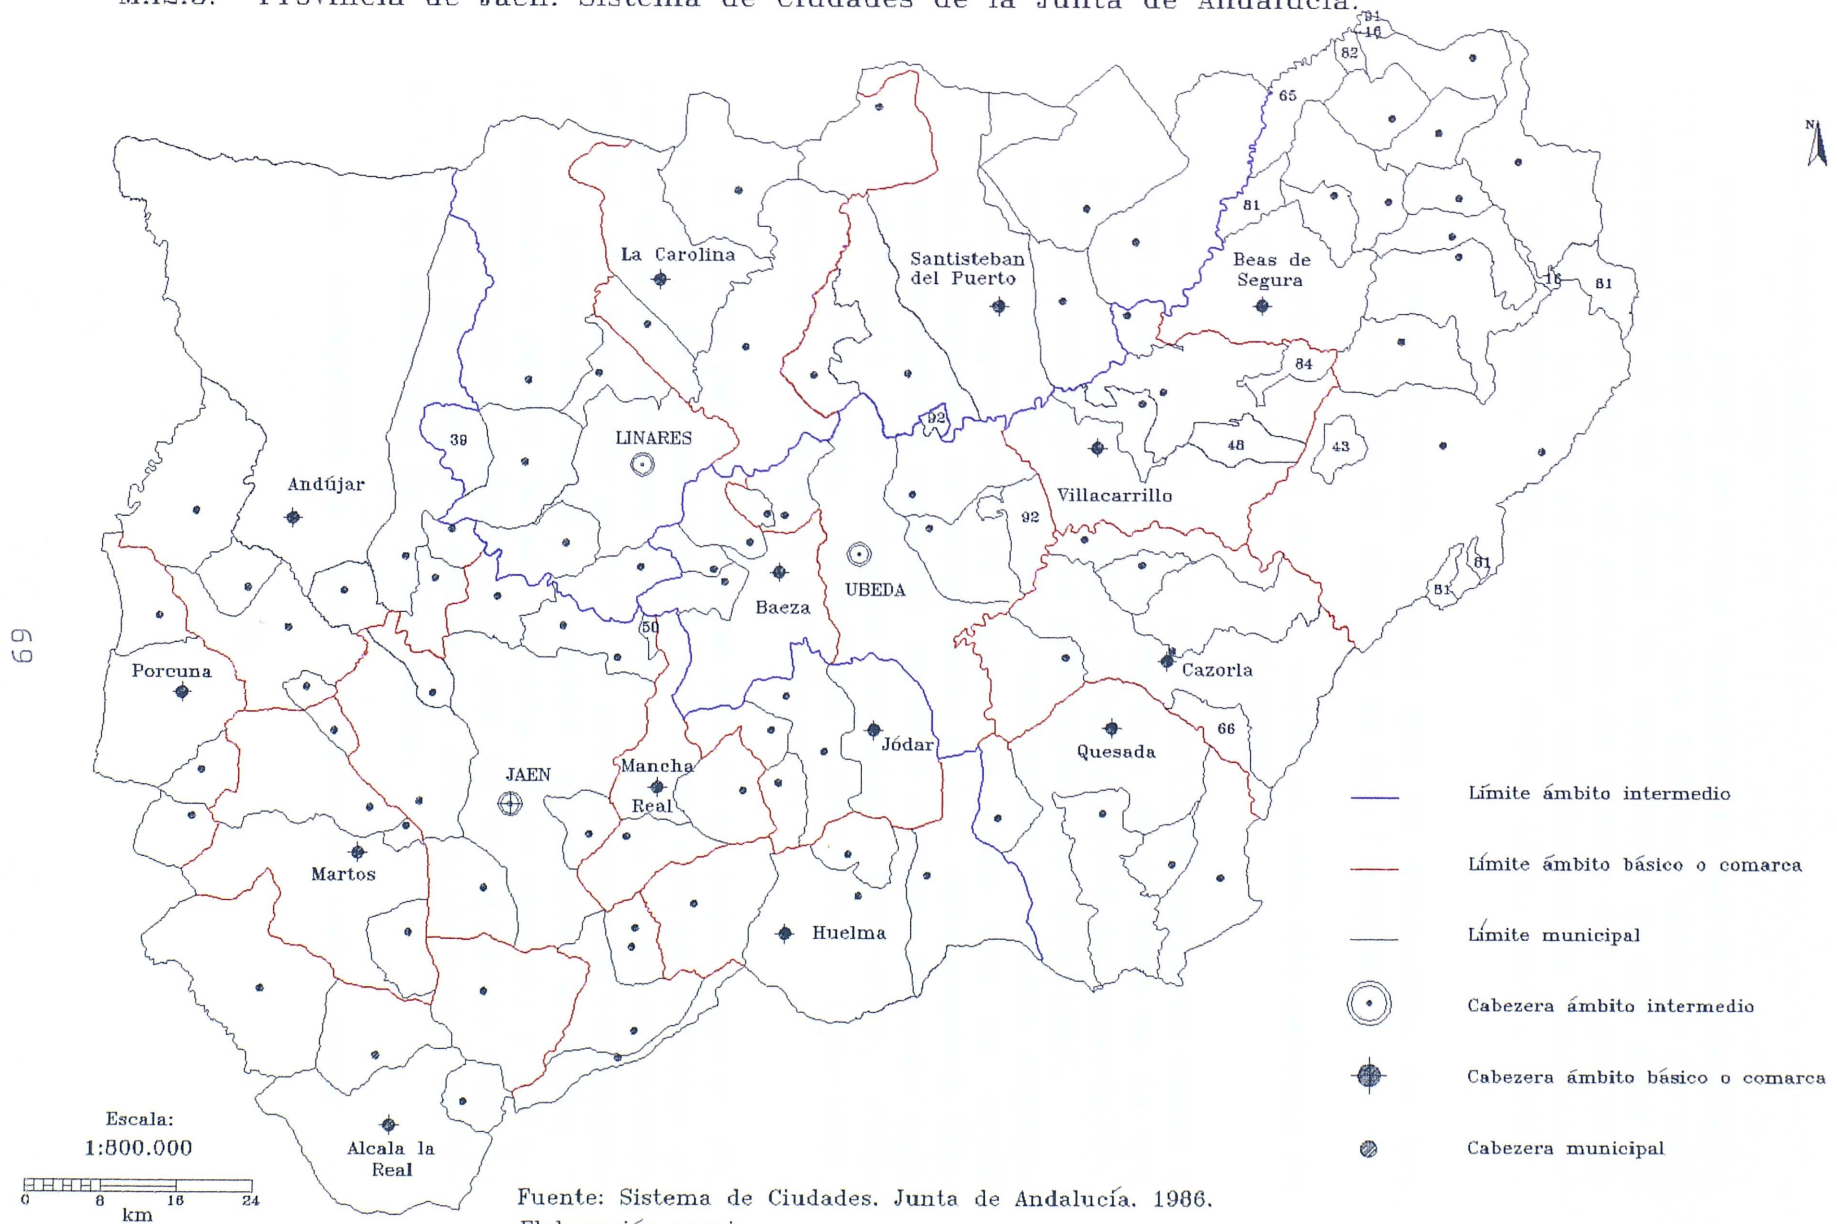 Provincia de Jaén. Sistema de Ciudades de la Junta de Andalucía.
91
16
82
65
N
81
La Carolina
Santisteban
del Puerto
Beas de
Segura
16
81
84
92
39
LINARES
48
43
Andújar
Villacarrillo
92
81
81
UBEDA
Baeza
50
69
Porcuna
Cazorla
66
Jódar
Quesada
JAEN
Mancha
Real
Límite ámbito intermedio
Límite ámbito básico o comarca
Martos
Huelma
Límite municipal
Cabezera ámbito intermedio
Cabezera ámbito básico o comarca
Cabezera municipal
Escala:
1:800.000
Alcala la
Real
0 8 16 24
km
Fuente: Sistema de Ciudades. Junta de Andalucía. 1986.